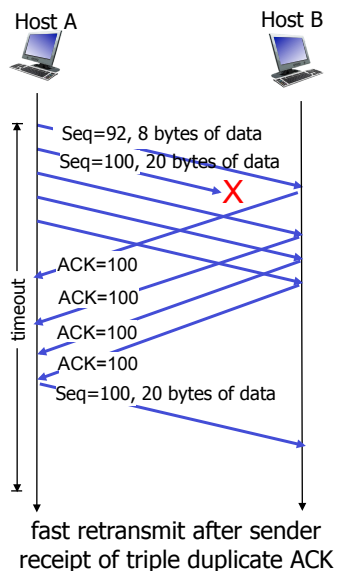 Host A
Host B
Seq=92, 8 bytes of data
Seq=100, 20 bytes of data
X
ACK=100
timeout
ACK=100
ACK=100
ACK=100
Seq=100, 20 bytes of data
fast retransmit after sender
receipt of triple duplicate ACK